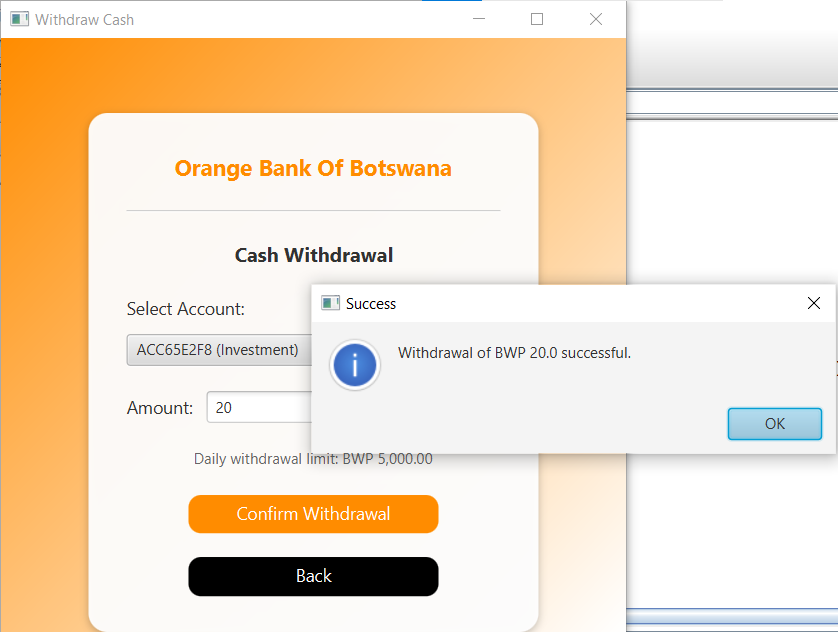 Withdraw Cash
Orange Bank Of Botswana
Cash Withdrawal
Select Account:
ACC65E2F8 (Investment)
Amount:
20
Daily withdrawal limit: BWP 5,000.00
Confirm Withdrawal
Back
Success
i
Withdrawal of BWP 20.0 successful.
OK